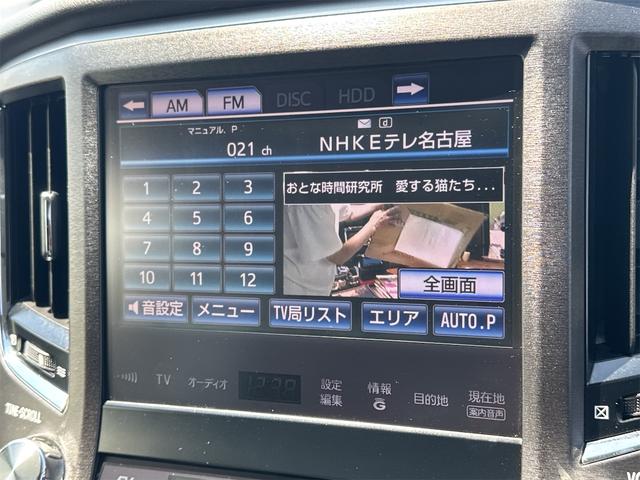 AM FM DISC HDD
マニュアル.P
021 ch NHKEテレ名古屋
1 2 3
おとな時間研究所 愛する猫たち...
4 5 6
7 8 9
10 11 12
全画面
音設定 メニュー TV局リスト エリア AUTO.P
TV オーディオ 設定 編集 情報 G 目的地 現在地 案内音声
TUNE・SCROLL